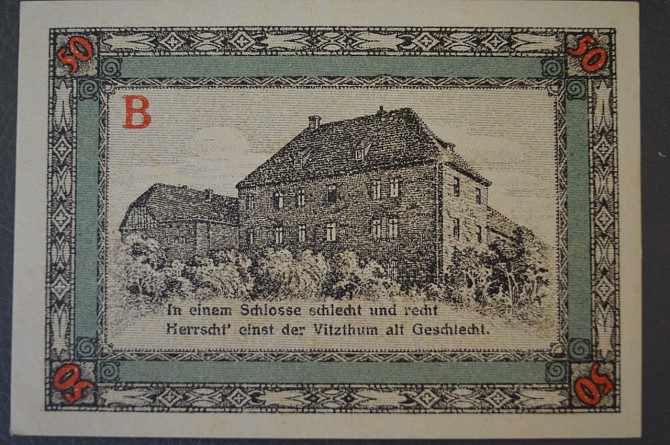 50 50
B
In einem Schlosse schlecht und recht
Herrscht' einst der Vitzthum alt Geschlecht.
50 50